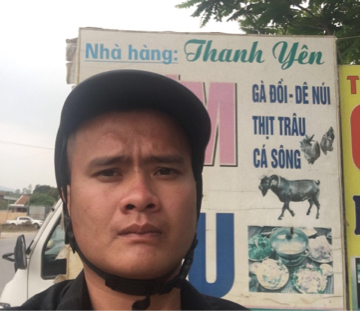 Nhà hàng: Thanh Yên
GÀ ĐỒI - DÊ NÚI
THỊT TRÂU
CÁ SÔNG